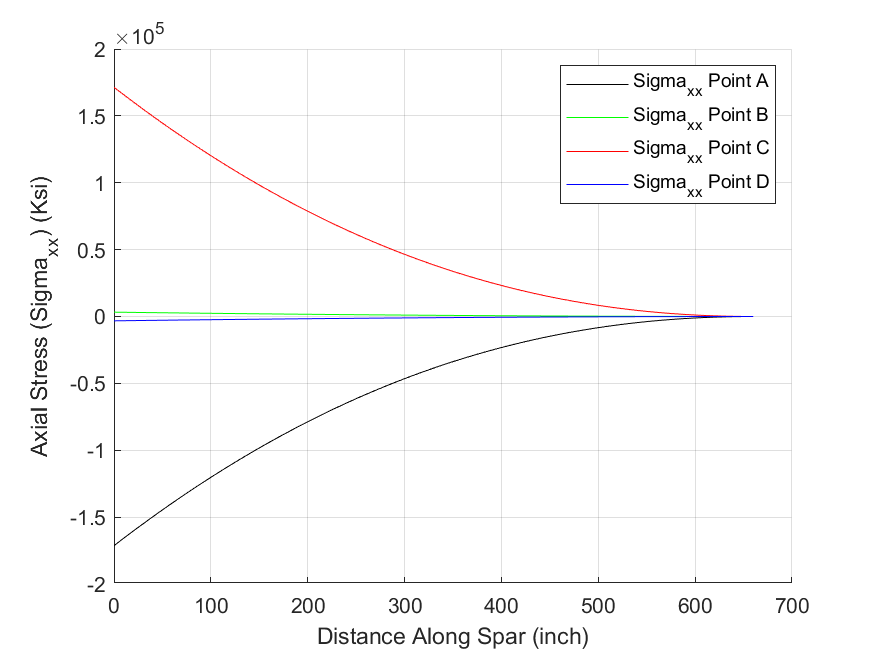 ×10^5
2
1.5
1
0.5
0
-0.5
-1
-1.5
-2
0 100 200 300 400 500 600 700
Axial Stress (Sigma_xx) (Ksi)
Distance Along Spar (inch)
Sigma_xx Point A
Sigma_xx Point B
Sigma_xx Point C
Sigma_xx Point D